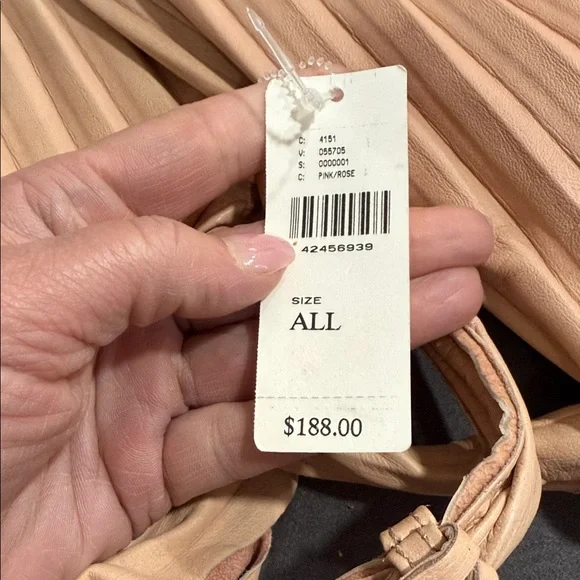 C: 4151
V: 055705
S: 0000001
C: PINK/ROSE
42456939
SIZE
ALL
$188.00